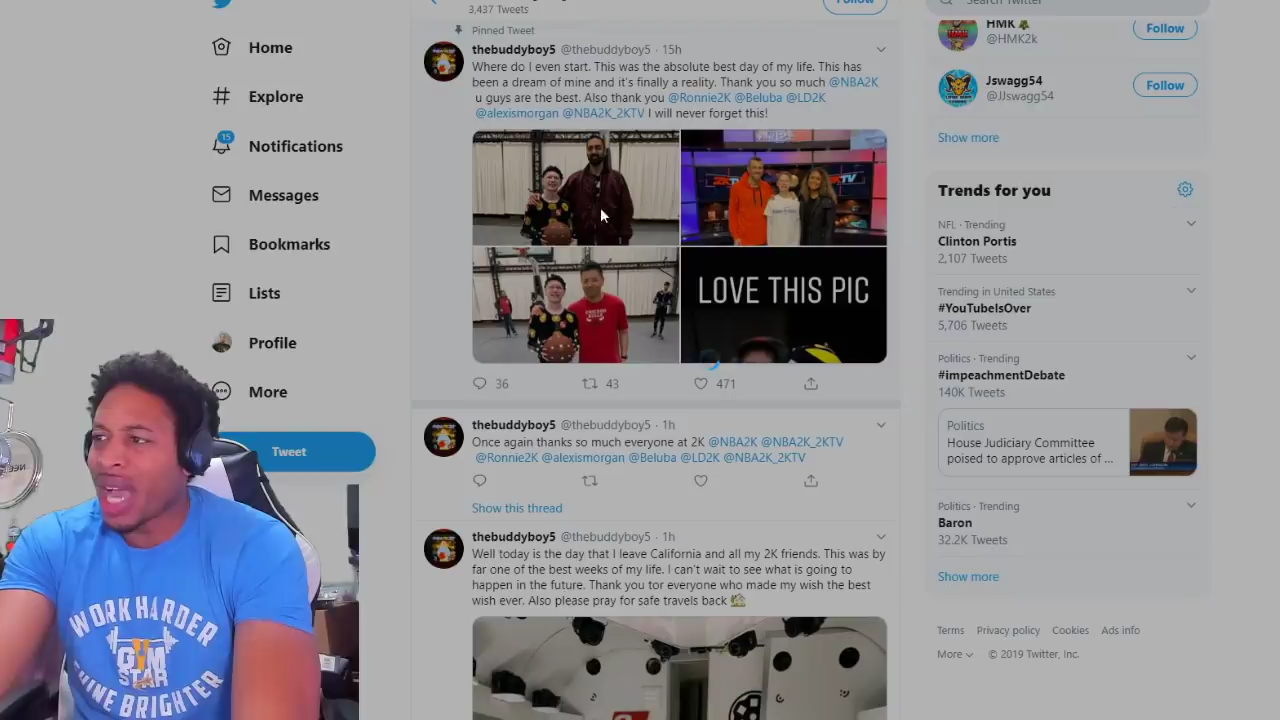 3,437 Tweets
Follow
Search Twitter
Home
Explore
15
Notifications
Messages
Bookmarks
Lists
Profile
More
Tweet
Pinned Tweet
thebuddyboy5 @thebuddyboy5 · 15h
Where do I even start. This was the absolute best day of my life. This has
been a dream of mine and it's finally a reality. Thank you so much @NBA2K
u guys are the best. Also thank you @Ronnie2K @Beluba @LD2K
@alexismorgan @NBA2K_2KTV I will never forget this!
2K
TV
LOVE THIS PIC
36
43
471
thebuddyboy5 @thebuddyboy5 · 1h
Once again thanks so much everyone at 2K @NBA2K @NBA2K_2KTV
@Ronnie2K @alexismorgan @Beluba @LD2K @NBA2K_2KTV
Show this thread
thebuddyboy5 @thebuddyboy5 · 1h
Well today is the day that I leave California and all my 2K friends. This was by
far one of the best weeks of my life. I can't wait to see what is going to
happen in the future. Thank you tor everyone who made my wish the best
wish ever. Also please pray for safe travels back
HMK
@HMK2k
Follow
Jswagg54
@JJswagg54
Follow
Show more
Trends for you
NFL · Trending
Clinton Portis
2,107 Tweets
Trending in United States
#YouTubeIsOver
5,706 Tweets
Politics · Trending
#impeachmentDebate
140K Tweets
Politics
House Judiciary Committee
poised to approve articles of ...
Politics · Trending
Baron
32.2K Tweets
Show more
Terms Privacy policy Cookies Ads info
More © 2019 Twitter, Inc.
WORK HARDER
GYM
STAR
SHINE BRIGHTER